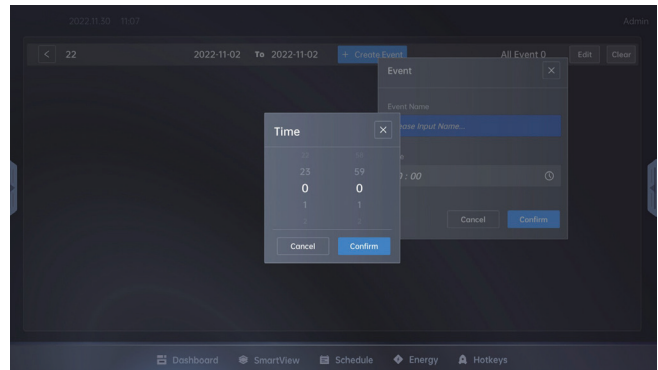 2022.11.30 11:07 Admin
22 2022-11-02 To 2022-11-02 + Create Event All Event 0 Edit Clear
Event
Event Name
Input Name...
Time
23 59
0 0
: 00
1 1
Cancel Confirm
Cancel Confirm
Dashboard SmartView Schedule Energy Hotkeys